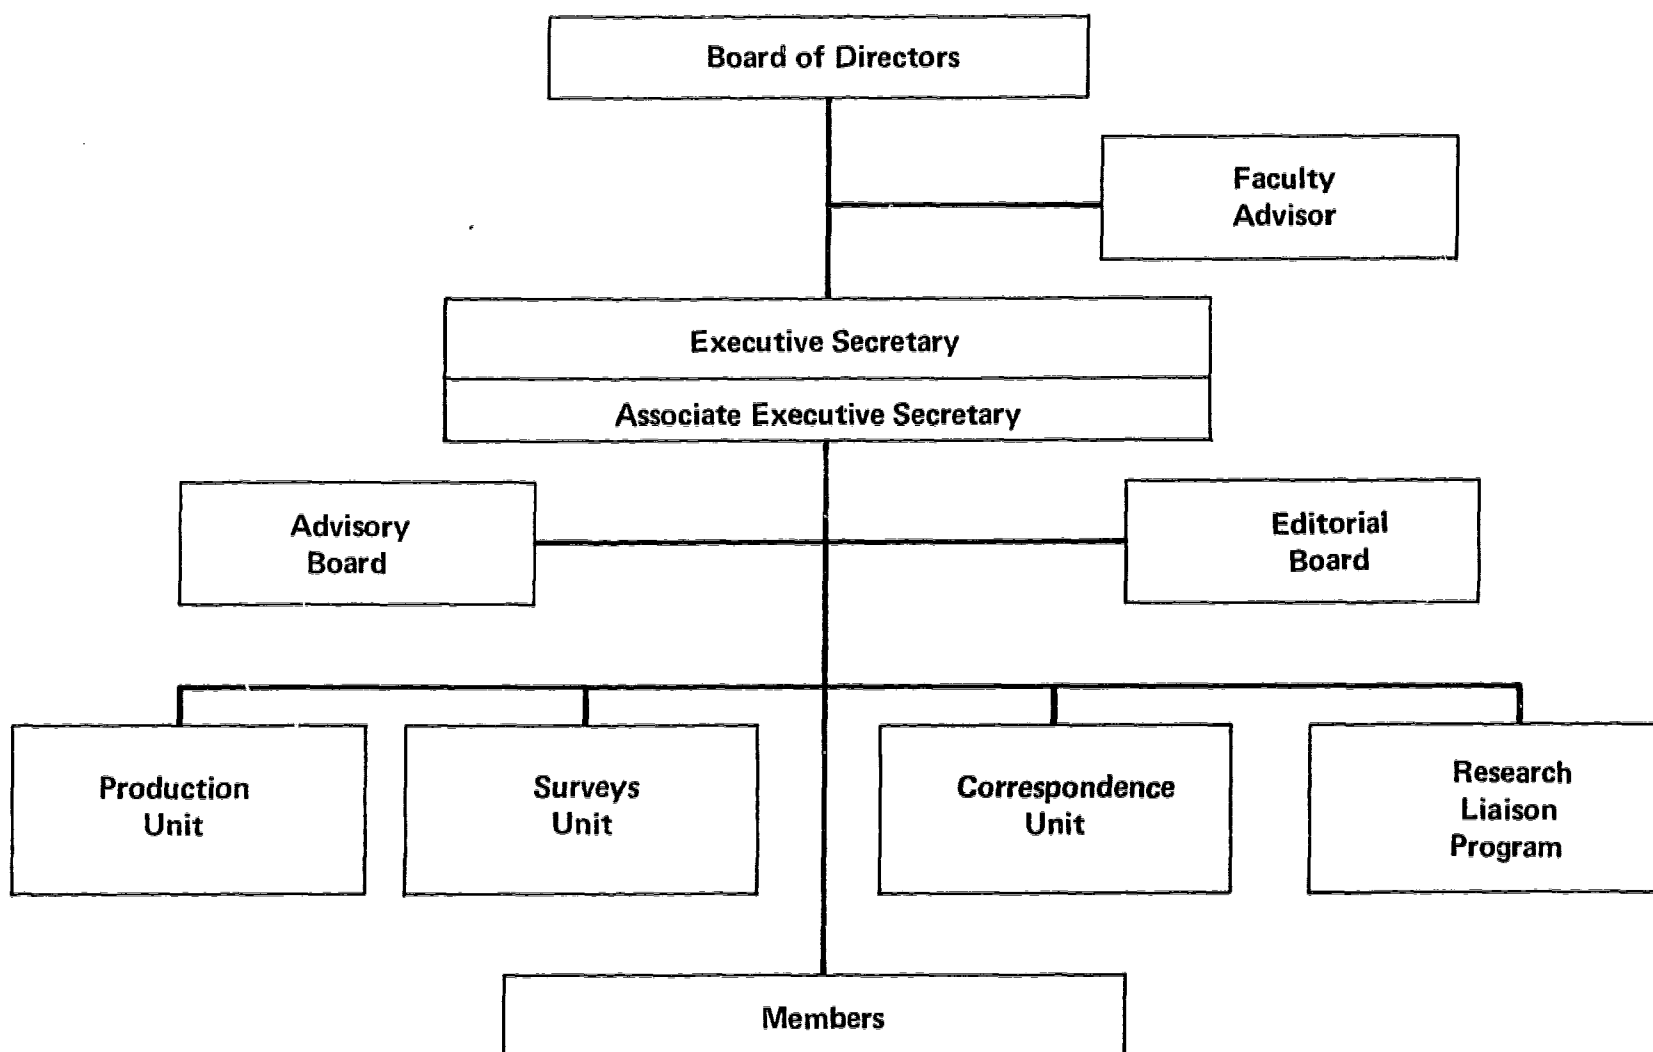 Board of Directors
Faculty
Advisor
Executive Secretary
Associate Executive Secretary
Advisory
Board
Editorial
Board
Production
Unit
Surveys
Unit
Correspondence
Unit
Research
Liaison
Program
Members